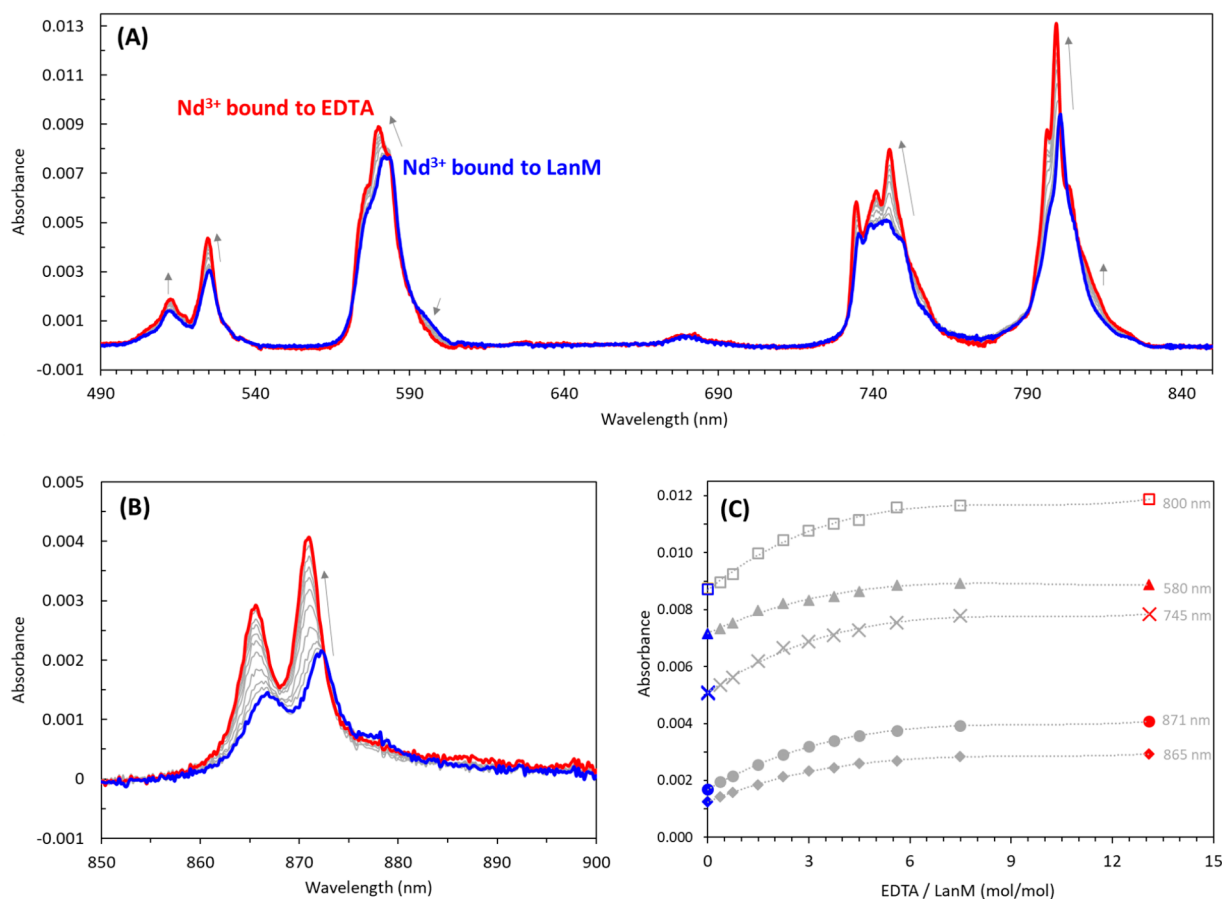 (A)
Nd³⁺ bound to EDTA
Nd³⁺ bound to LanM
Absorbance
0.013
0.011
0.009
0.007
0.005
0.003
0.001
-0.001
490 540 590 640 690 740 790 840
Wavelength (nm)
(B)
Absorbance
0.005
0.004
0.003
0.002
0.001
0
-0.001
850 860 870 880 890 900
Wavelength (nm)
(C)
Absorbance
0.012
0.010
0.008
0.006
0.004
0.002
0.000
800 nm
580 nm
745 nm
871 nm
865 nm
0 3 6 9 12 15
EDTA / LanM (mol/mol)